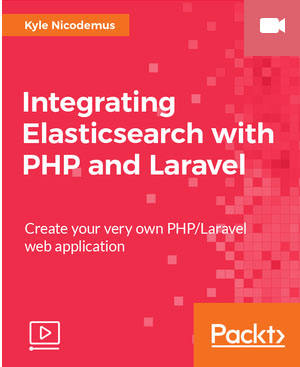 Kyle Nicodemus
Integrating
Elasticsearch with
PHP and Laravel
Create your very own PHP/Laravel
web application
Packt>